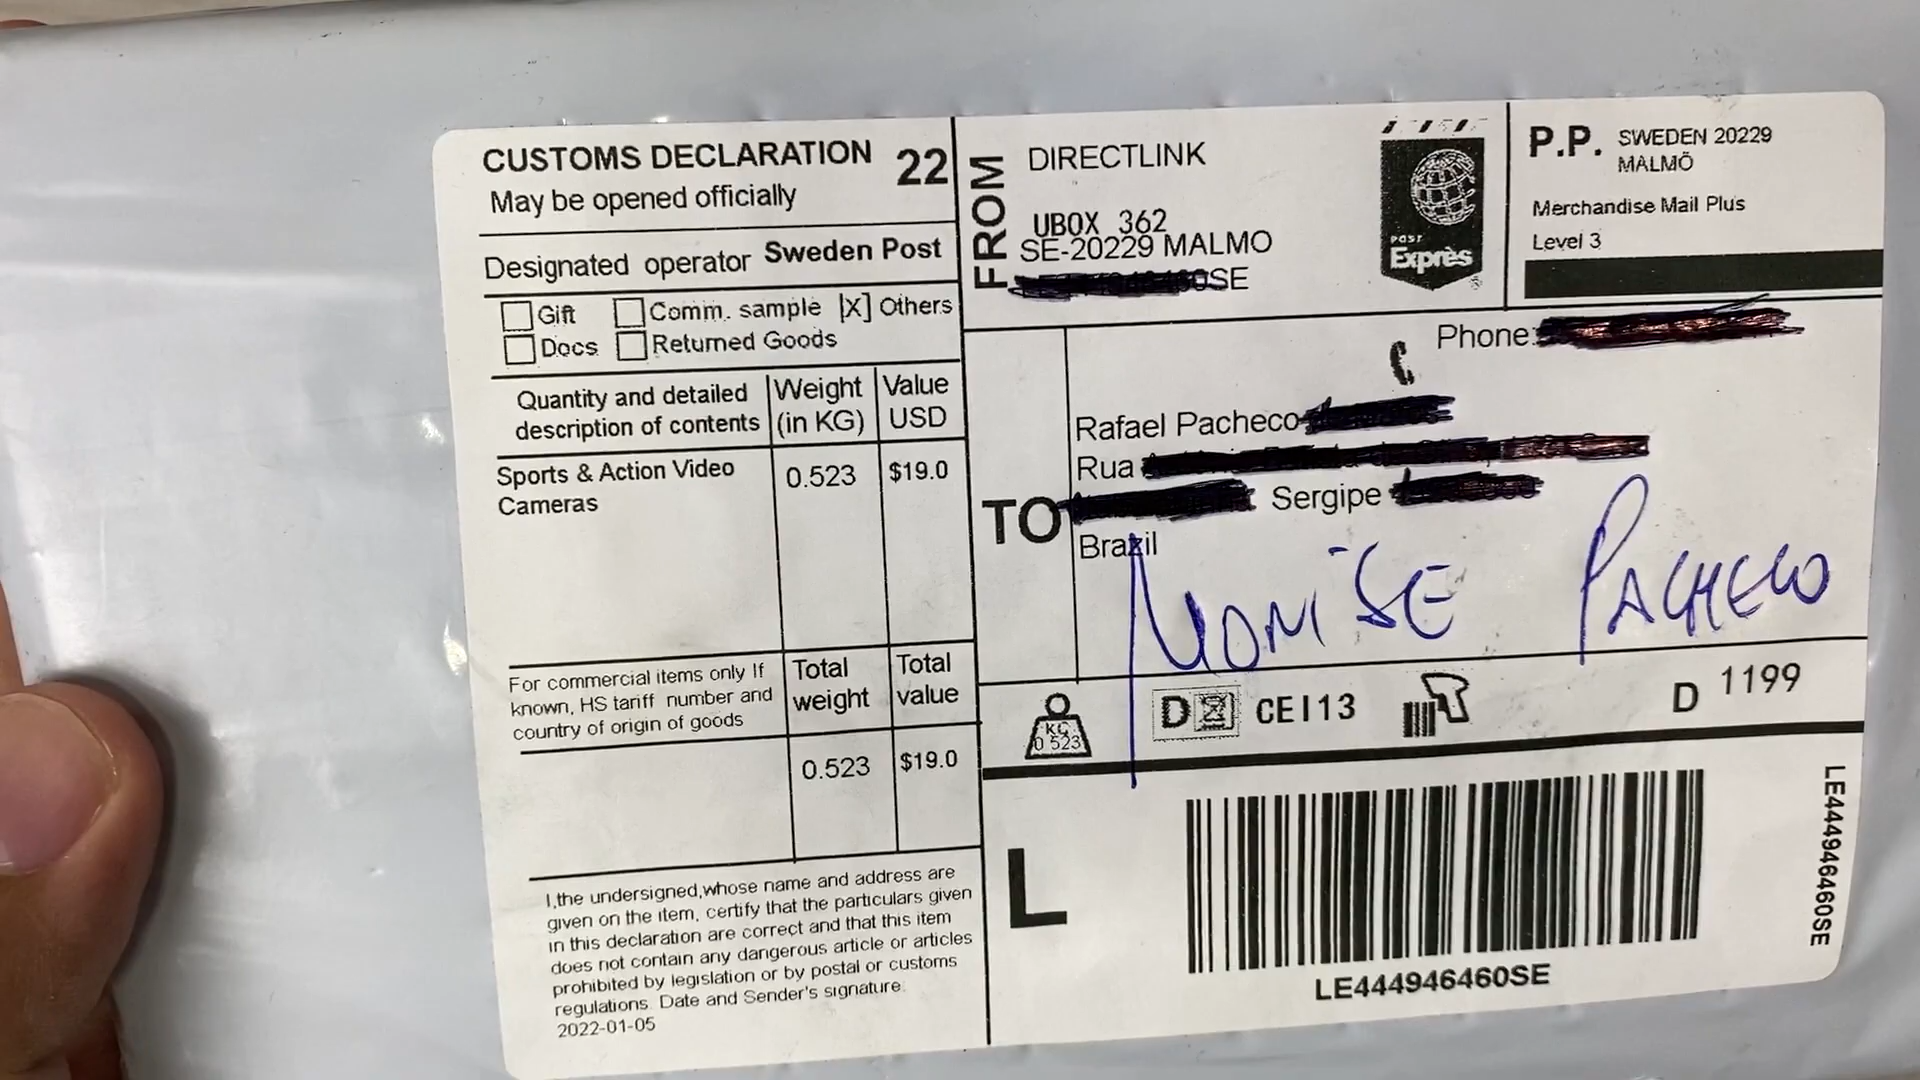 CUSTOMS DECLARATION 22
May be opened officially
Designated operator Sweden Post
Gift Comm. sample [X] Others
Docs Returned Goods
Quantity and detailed description of contents
Weight (in KG)
Value USD
Sports & Action Video Cameras
0.523
$19.0
For commercial items only If known, HS tariff number and country of origin of goods
Total weight
Total value
0.523
$19.0
I,the undersigned,whose name and address are
given on the item, certify that the particulars given
in this declaration are correct and that this item
does not contain any dangerous article or articles
prohibited by legislation or by postal or customs
regulations. Date and Sender's signature:
2022-01-05
FROM
DIRECTLINK
UBOX 362
SE-20229 MALMO
0SE
POST
Exprès
P.P. SWEDEN 20229
MALMÖ
Merchandise Mail Plus
Level 3
TO
Phone:
Rafael Pacheco
Rua
Sergipe
Brazil
MONISE PACHECO
KG
0 523
D CEI13
D 1199
L
LE444946460SE
LE444946460SE